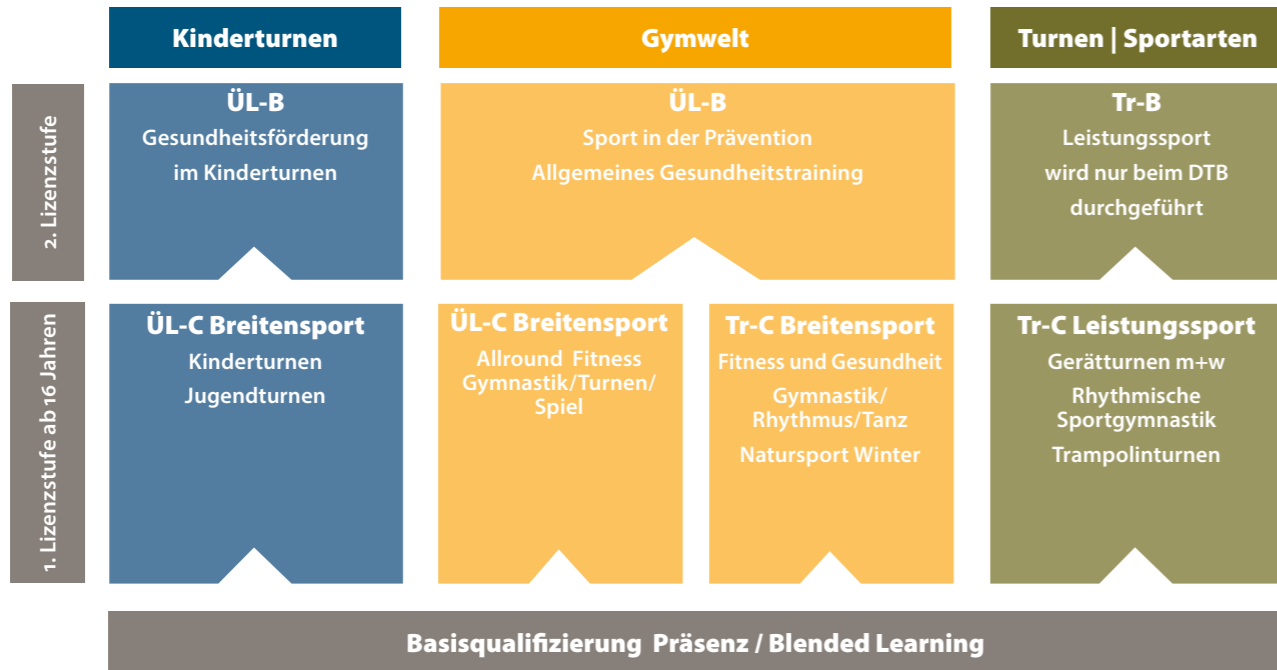 Kinderturnen
Gymwelt
Turnen | Sportarten
2. Lizenzstufe
ÜL-B
Gesundheitsförderung
im Kinderturnen
ÜL-B
Sport in der Prävention
Allgemeines Gesundheitstraining
Tr-B
Leistungssport
wird nur beim DTB
durchgeführt
1. Lizenzstufe ab 16 Jahren
ÜL-C Breitensport
Kinderturnen
Jugendturnen
ÜL-C Breitensport
Allround Fitness
Gymnastik/Turnen/
Spiel
Tr-C Breitensport
Fitness und Gesundheit
Gymnastik/
Rhythmus/Tanz
Natursport Winter
Tr-C Leistungssport
Gerätturnen m+w
Rhythmische
Sportgymnastik
Trampolinturnen
Basisqualifizierung Präsenz / Blended Learning